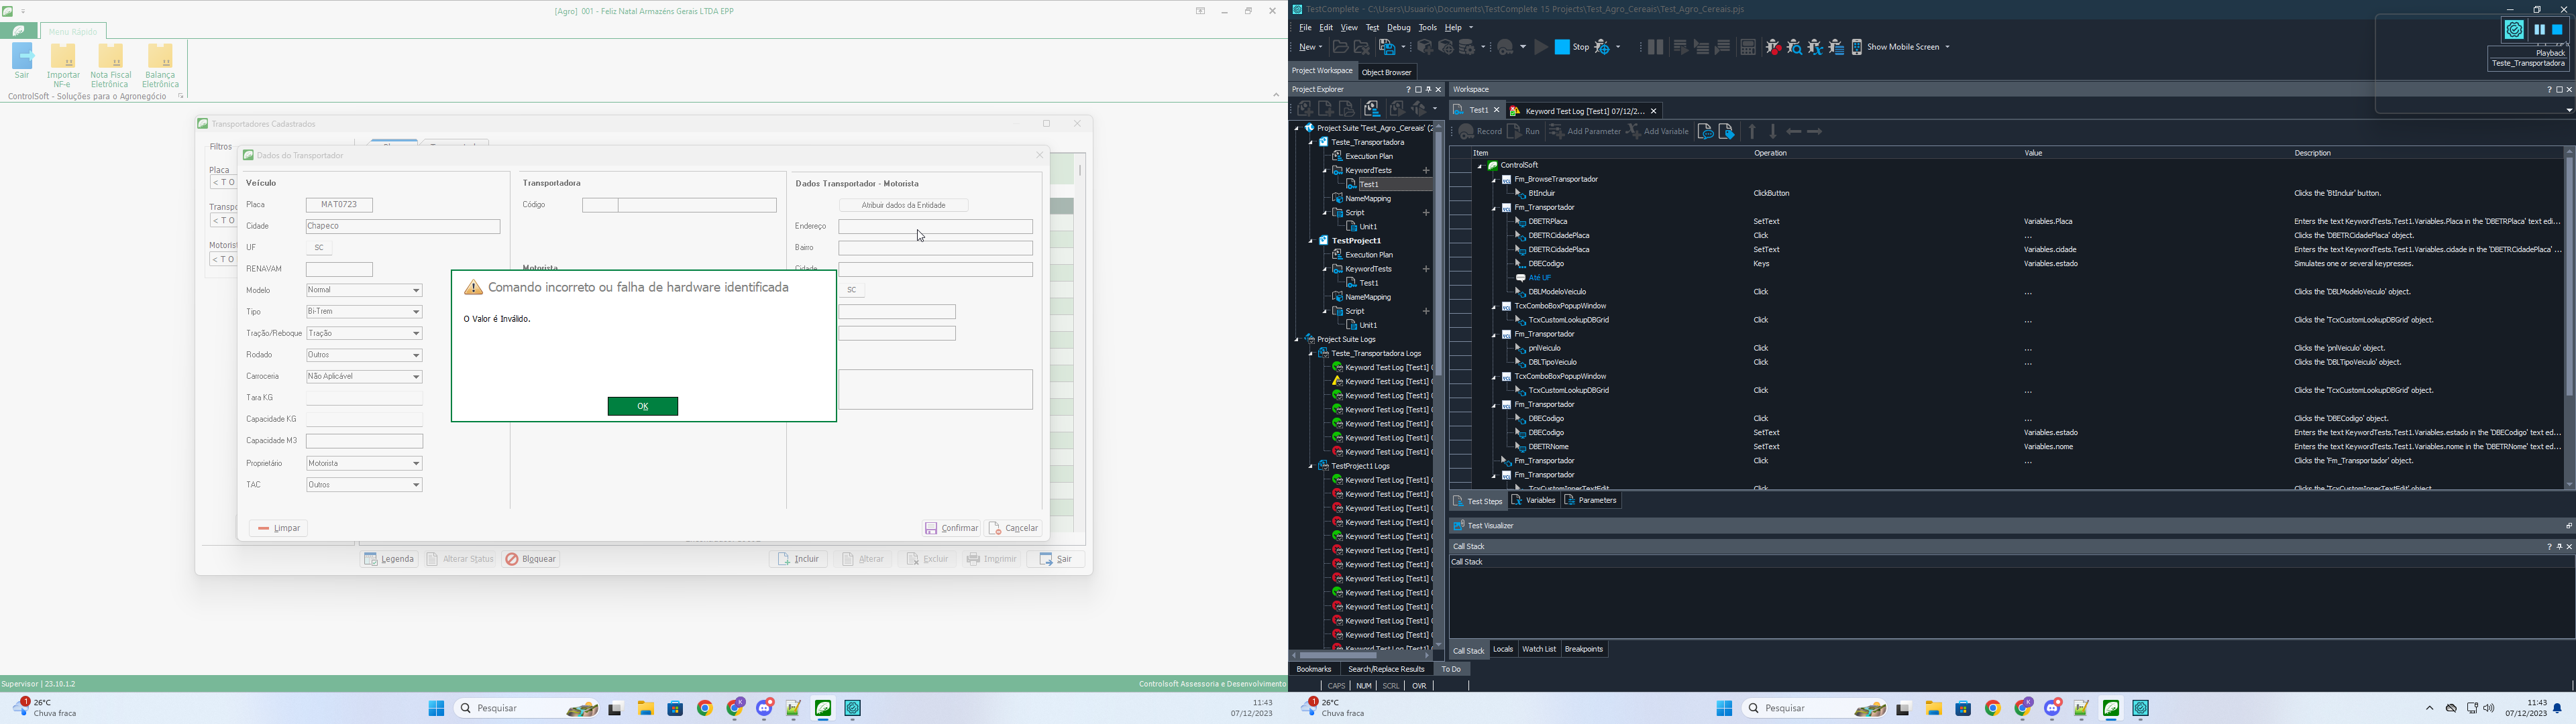 [Agro] 001 - Feliz Natal Armazéns Gerais LTDA EPP
Menu Rápido
Sair
Importar NF-e
Nota Fiscal Eletrônica
Balança Eletrônica
ControlSoft - Soluções para o Agronegócio
Transportadores Cadastrados
Filtros
Placa
< T O
Transpo
< T O
Motorist
< T O
Dados do Transportador
Veículo
Placa MAT0723
Cidade Chapeco
UF SC
RENAVAM
Modelo Normal
Tipo Bi-Trem
Tração/Reboque Tração
Rodado Outros
Carroceria Não Aplicável
Tara KG
Capacidade KG
Capacidade M3
Proprietário Motorista
TAC Outros
Transportadora
Código
Motorista
Dados Transportador - Motorista
Atribuir dados da Entidade
Endereço
Bairro
Cidade
SC
Comando incorreto ou falha de hardware identificada
O Valor é Inválido.
OK
Limpar
Confirmar
Cancelar
Legenda
Alterar Status
Bloquear
Incluir
Alterar
Excluir
Imprimir
Sair
Supervisor | 23.10.1.2
Controlsoft Assessoria e Desenvolvimento
1
26°C
Chuva fraca
Pesquisar
11:43
07/12/2023
TestComplete - C:\Users\Usuario\Documents\TestComplete 15 Projects\Test_Agro_Cereais\Test_Agro_Cereais.pjs
File Edit View Test Debug Tools Help
New
Stop
Show Mobile Screen
Playback
Teste_Transportadora
Project Workspace
Object Browser
Project Explorer
Project Suite 'Test_Agro_Cereais' (2
Teste_Transportadora
Execution Plan
KeywordTests
Test1
NameMapping
Script
Unit1
TestProject1
Execution Plan
KeywordTests
Test1
NameMapping
Script
Unit1
Project Suite Logs
Teste_Transportadora Logs
Keyword Test Log [Test1]
Keyword Test Log [Test1]
Keyword Test Log [Test1]
Keyword Test Log [Test1]
Keyword Test Log [Test1]
Keyword Test Log [Test1]
Keyword Test Log [Test1]
TestProject1 Logs
Keyword Test Log [Test1]
Keyword Test Log [Test1]
Keyword Test Log [Test1]
Keyword Test Log [Test1]
Keyword Test Log [Test1]
Keyword Test Log [Test1]
Keyword Test Log [Test1]
Keyword Test Log [Test1]
Keyword Test Log [Test1]
Keyword Test Log [Test1]
Keyword Test Log [Test1]
Keyword Test Log [Test1]
Keyword Test Log [Test1]
Bookmarks
Search/Replace Results
To Do
CAPS NUM SCRL OVR
Workspace
Test1
Keyword Test Log [Test1] 07/12/2...
Record
Run
Add Parameter
Add Variable
Item Operation Value Description
ControlSoft
Fm_BrowseTransportador
BtIncluir ClickButton Clicks the 'BtIncluir' button.
Fm_Transportador
DBETRPlaca SetText Variables.Placa Enters the text KeywordTests.Test1.Variables.Placa in the 'DBETRPlaca' text edi...
DBETRCidadePlaca Click ... Clicks the 'DBETRCidadePlaca' object.
DBETRCidadePlaca SetText Variables.cidade Enters the text KeywordTests.Test1.Variables.cidade in the 'DBETRCidadePlaca' ...
DBECodigo Keys Variables.estado Simulates one or several keypresses.
Até UF
DBLModeloVeiculo Click ... Clicks the 'DBLModeloVeiculo' object.
TcxComboBoxPopupWindow
TcxCustomLookupDBGrid Click ... Clicks the 'TcxCustomLookupDBGrid' object.
Fm_Transportador
pnlVeiculo Click ... Clicks the 'pnlVeiculo' object.
DBLTipoVeiculo Click ... Clicks the 'DBLTipoVeiculo' object.
TcxComboBoxPopupWindow
TcxCustomLookupDBGrid Click ... Clicks the 'TcxCustomLookupDBGrid' object.
Fm_Transportador
DBECodigo Click ... Clicks the 'DBECodigo' object.
DBECodigo SetText Variables.estado Enters the text KeywordTests.Test1.Variables.estado in the 'DBECodigo' text ed...
DBETRNome SetText Variables.nome Enters the text KeywordTests.Test1.Variables.nome in the 'DBETRNome' text edi...
Fm_Transportador Click ... Clicks the 'Fm_Transportador' object.
Fm_Transportador
TcxCustomInnerTextEdit Click ... Clicks the 'TcxCustomInnerTextEdit' object.
Test Steps
Variables
Parameters
Test Visualizer
Call Stack
Call Stack
Call Stack
Locals
Watch List
Breakpoints
1
26°C
Chuva fraca
Pesquisar
11:43
07/12/2023